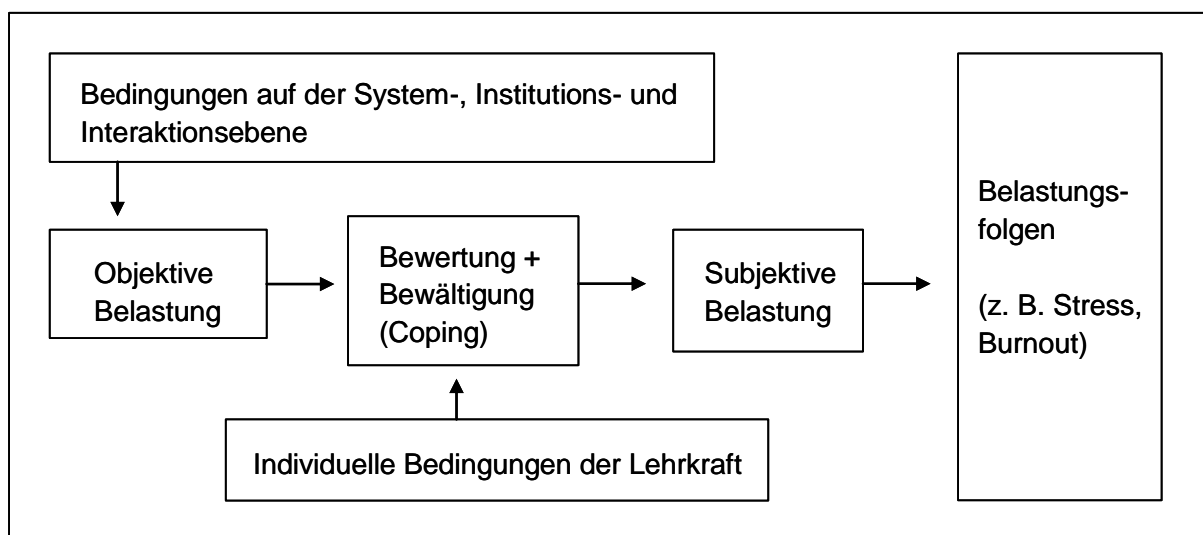 Bedingungen auf der System-, Institutions- und
Interaktionsebene
Objektive
Belastung
Bewertung +
Bewältigung
(Coping)
Subjektive
Belastung
Belastungs-
folgen
(z. B. Stress,
Burnout)
Individuelle Bedingungen der Lehrkraft